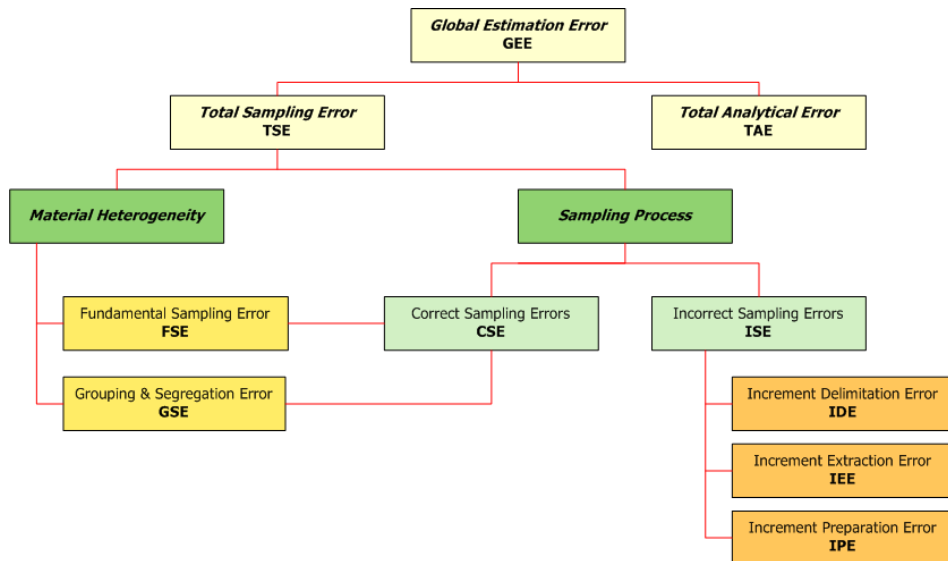 Global Estimation Error
GEE
Total Sampling Error
TSE
Total Analytical Error
TAE
Material Heterogeneity
Sampling Process
Fundamental Sampling Error
FSE
Correct Sampling Errors
CSE
Incorrect Sampling Errors
ISE
Grouping & Segregation Error
GSE
Increment Delimitation Error
IDE
Increment Extraction Error
IEE
Increment Preparation Error
IPE